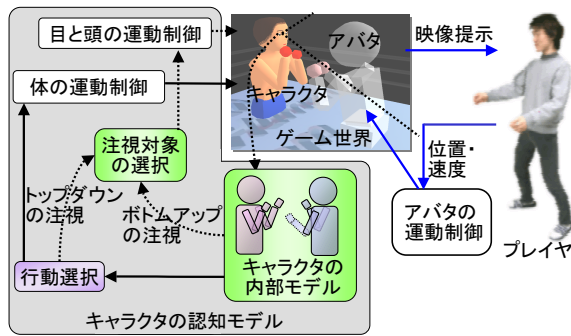 目と頭の運動制御
体の運動制御
アバタ
キャラクタ
ゲーム世界
映像提示
注視対象
の選択
トップダウン
の注視
ボトムアップ
の注視
位置・
速度
アバタの
運動制御
プレイヤ
行動選択
キャラクタの
内部モデル
キャラクタの認知モデル